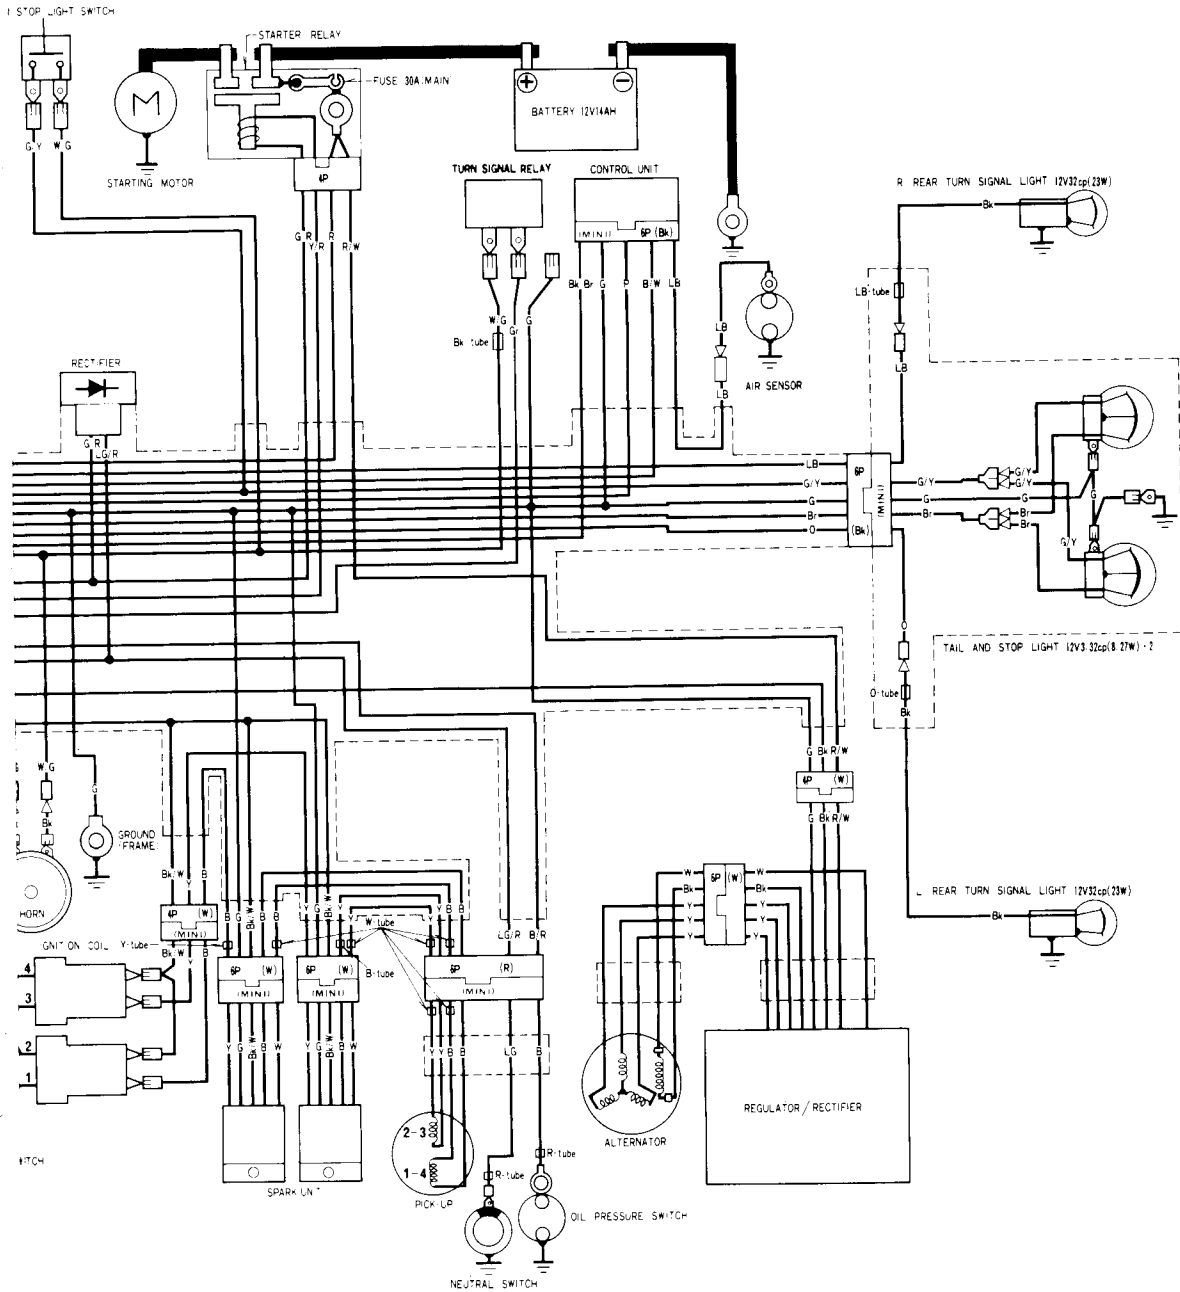 STOP LIGHT SWITCH
STARTER RELAY
FUSE 30A(MAIN)
M
STARTING MOTOR
+
−
BATTERY 12V14AH
G/Y W/G
6P
G/R Y/R R R/W
TURN SIGNAL RELAY
CONTROL UNIT
(MINI) 6P (Bk)
Bk Br G P B/W LB
W/G Gr G
Bk tube
LB
LB
AIR SENSOR
R REAR TURN SIGNAL LIGHT 12V32cp(23W)
Bk
LB-tube
LB
RECTIFIER
G/R LG/R
LB
G/Y
G
Br
O
6P
(MINI)
(Bk)
G/Y
G
Br
G/Y
G/Y
G
Br
Br
G
G/Y
O
TAIL AND STOP LIGHT 12V3.32cp(8.27W)·2
O-tube
Bk
G Bk R/W
6P (W)
G Bk R/W
W/G
Bk
G
GROUND
(FRAME)
HORN
Bk/W Y B
4P (W)
(MINI)
Bk/W Y B
IGNITION COIL
Y-tube
4
3
2
1
Y B G Bk/W B B W
6P (W)
(MINI)
Y G Bk/W B W
Y G Bk/W Y Y
6P (W)
(MINI)
Y G Bk/W B W
SPARK UNIT
W-tube
B-tube
Y Y B B LG/R B/R
6P (R)
(MINI)
Y Y B B LG B
2-3
1-4
PICK-UP
R-tube
R-tube
OIL PRESSURE SWITCH
NEUTRAL SWITCH
W
Bk
Y
Y
Y
6P (W)
W
Bk
Y
Y
Y
ALTERNATOR
REGULATOR/RECTIFIER
L REAR TURN SIGNAL LIGHT 12V32cp(23W)
Bk